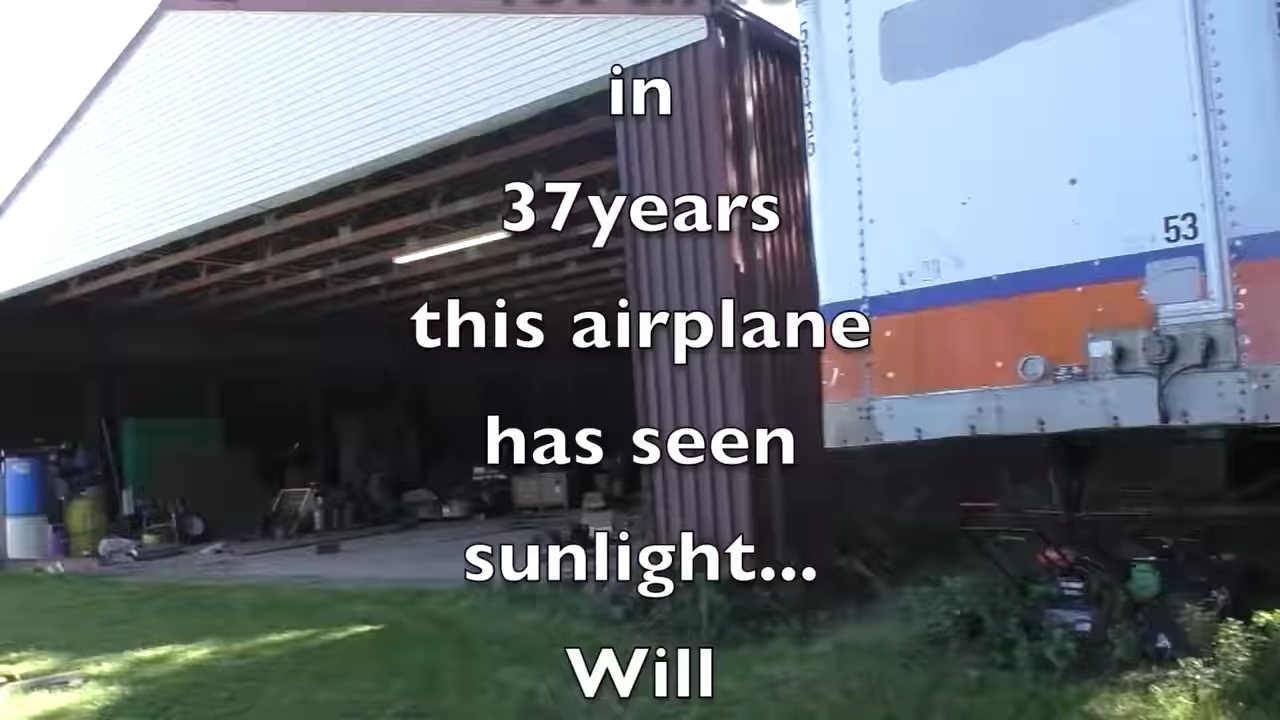 in
37years
this airplane
has seen
sunlight...
Will
53